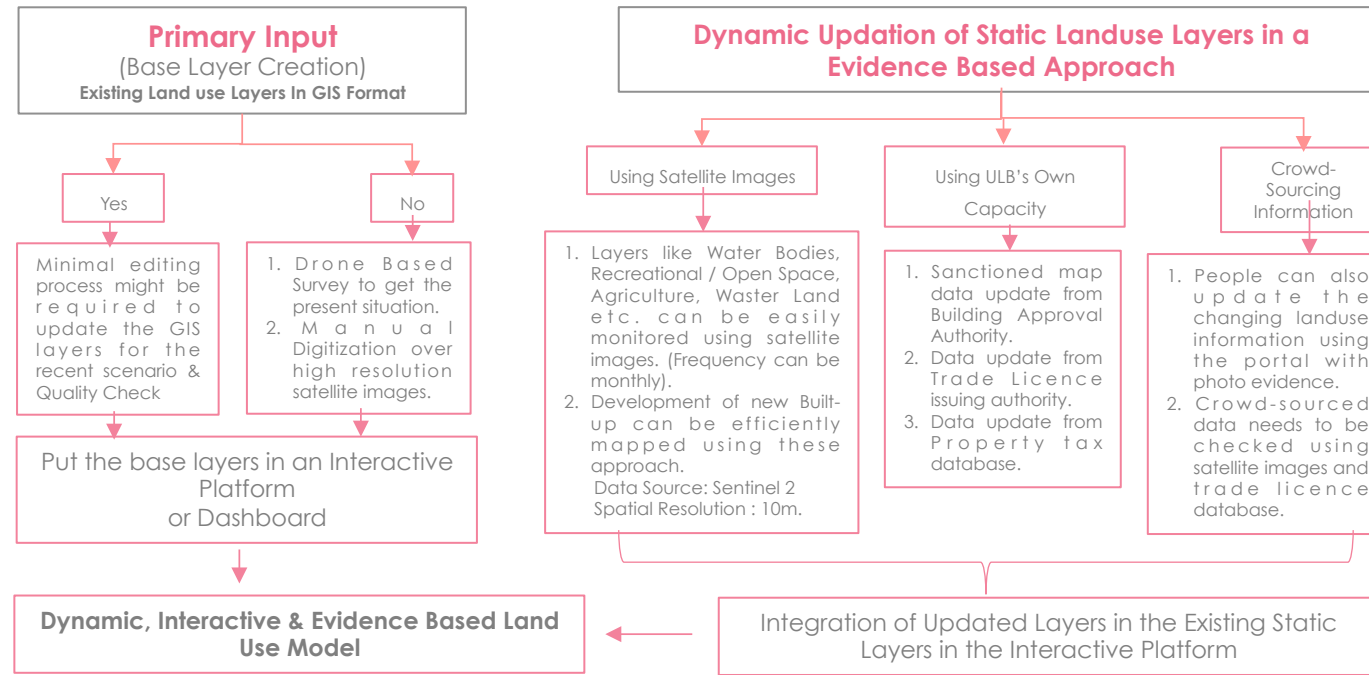 Primary Input
(Base Layer Creation)
Existing Land use Layers In GIS Format
Yes
No
Minimal editing
process might be
required to
update the GIS
layers for the
recent scenario &
Quality Check
1. Drone Based
Survey to get the
present situation.
2. Manual
Digitization over
high resolution
satellite images.
Put the base layers in an Interactive
Platform
or Dashboard
Dynamic, Interactive & Evidence Based Land
Use Model
Dynamic Updation of Static Landuse Layers in a
Evidence Based Approach
Using Satellite Images
Using ULB's Own
Capacity
Crowd-
Sourcing
Information
1. Layers like Water Bodies,
Recreational / Open Space,
Agriculture, Waster Land
etc. can be easily
monitored using satellite
images. (Frequency can be
monthly).
2. Development of new Built-
up can be efficiently
mapped using these
approach.
Data Source: Sentinel 2
Spatial Resolution : 10m.
1. Sanctioned map
data update from
Building Approval
Authority.
2. Data update from
Trade Licence
issuing authority.
3. Data update from
Property tax
database.
1. People can also
update the
changing landuse
information using
the portal with
photo evidence.
2. Crowd-sourced
data needs to be
checked using
satellite images and
trade licence
database.
Integration of Updated Layers in the Existing Static
Layers in the Interactive Platform